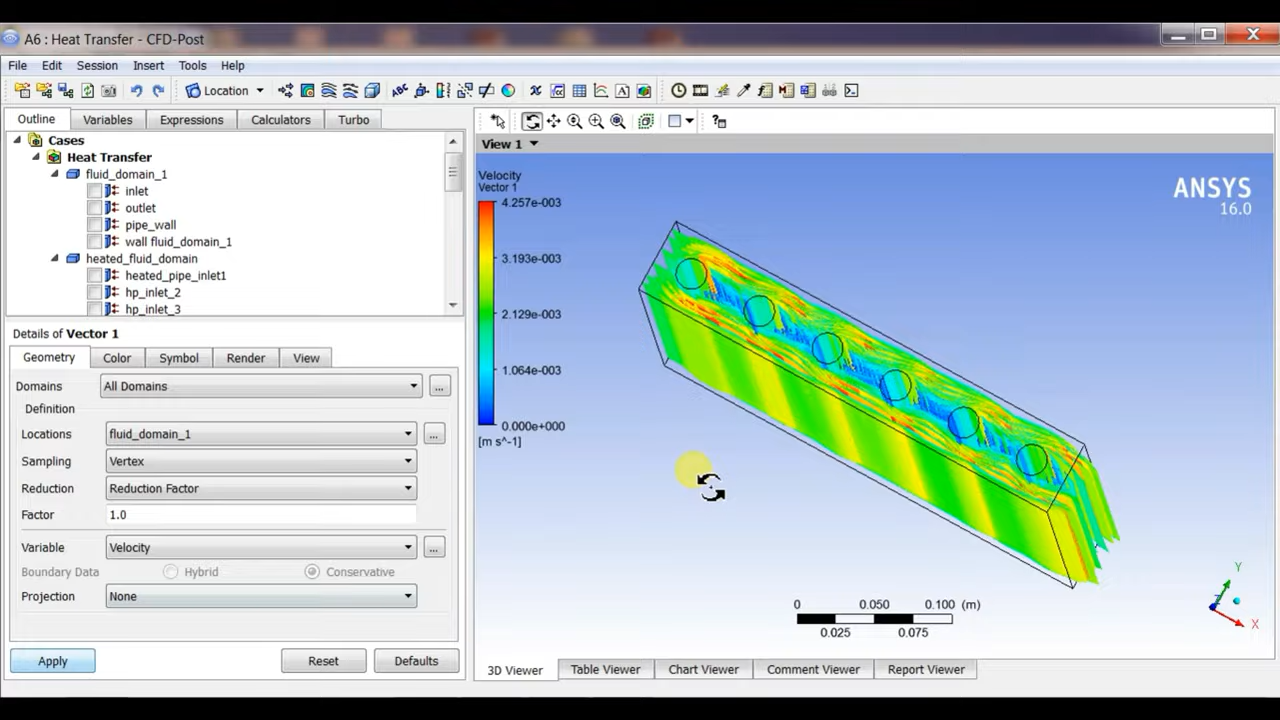 A6 : Heat Transfer - CFD-Post
File Edit Session Insert Tools Help
Location
Outline Variables Expressions Calculators Turbo
Cases
Heat Transfer
fluid_domain_1
inlet
outlet
pipe_wall
wall fluid_domain_1
heated_fluid_domain
heated_pipe_inlet1
hp_inlet_2
hp_inlet_3
Details of Vector 1
Geometry Color Symbol Render View
Domains All Domains ...
Definition
Locations fluid_domain_1 ...
Sampling Vertex
Reduction Reduction Factor
Factor 1.0
Variable Velocity ...
Boundary Data Hybrid Conservative
Projection None
Apply Reset Defaults
View 1
Velocity
Vector 1
4.257e-003
3.193e-003
2.129e-003
1.064e-003
0.000e+000
[m s^-1]
ANSYS
16.0
0 0.050 0.100 (m)
0.025 0.075
Y
Z
X
3D Viewer Table Viewer Chart Viewer Comment Viewer Report Viewer